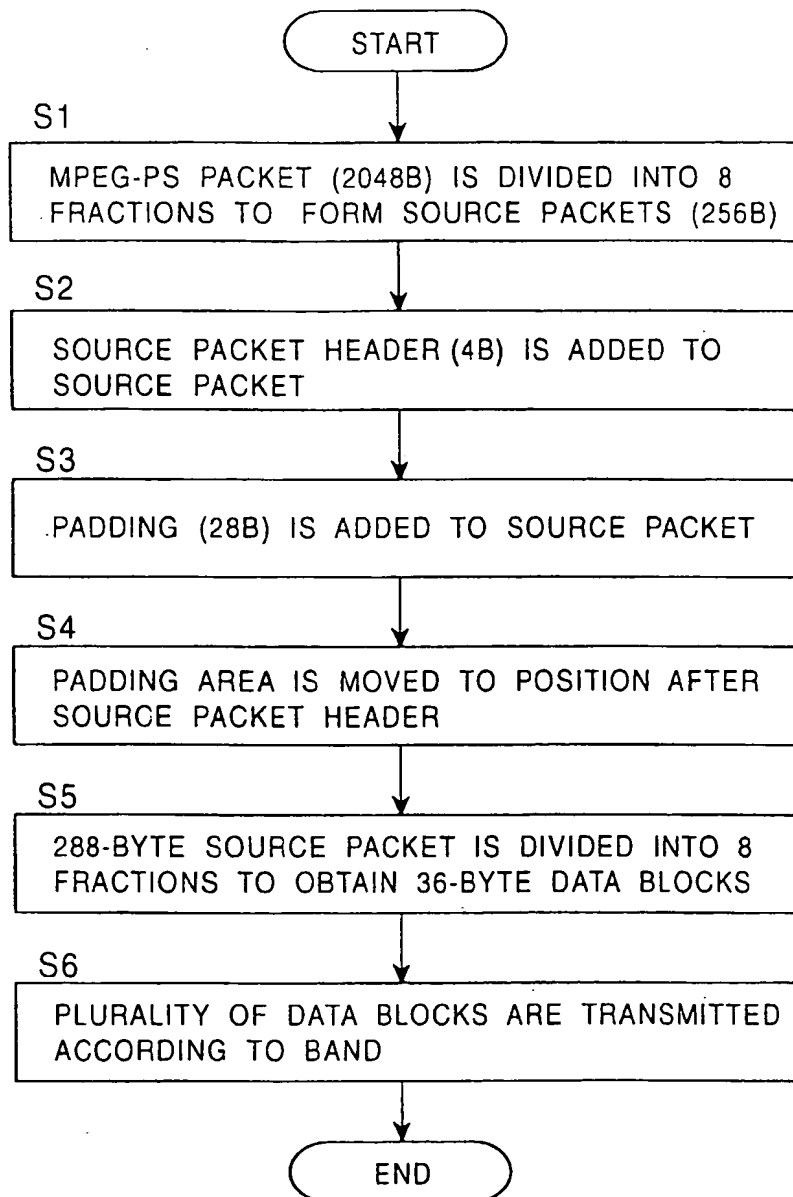 START
S1
MPEG-PS PACKET (2048B) IS DIVIDED INTO 8
FRACTIONS TO FORM SOURCE PACKETS (256B)
S2
SOURCE PACKET HEADER (4B) IS ADDED TO
SOURCE PACKET
S3
PADDING (28B) IS ADDED TO SOURCE PACKET
S4
PADDING AREA IS MOVED TO POSITION AFTER
SOURCE PACKET HEADER
S5
288-BYTE SOURCE PACKET IS DIVIDED INTO 8
FRACTIONS TO OBTAIN 36-BYTE DATA BLOCKS
S6
PLURALITY OF DATA BLOCKS ARE TRANSMITTED
ACCORDING TO BAND
END